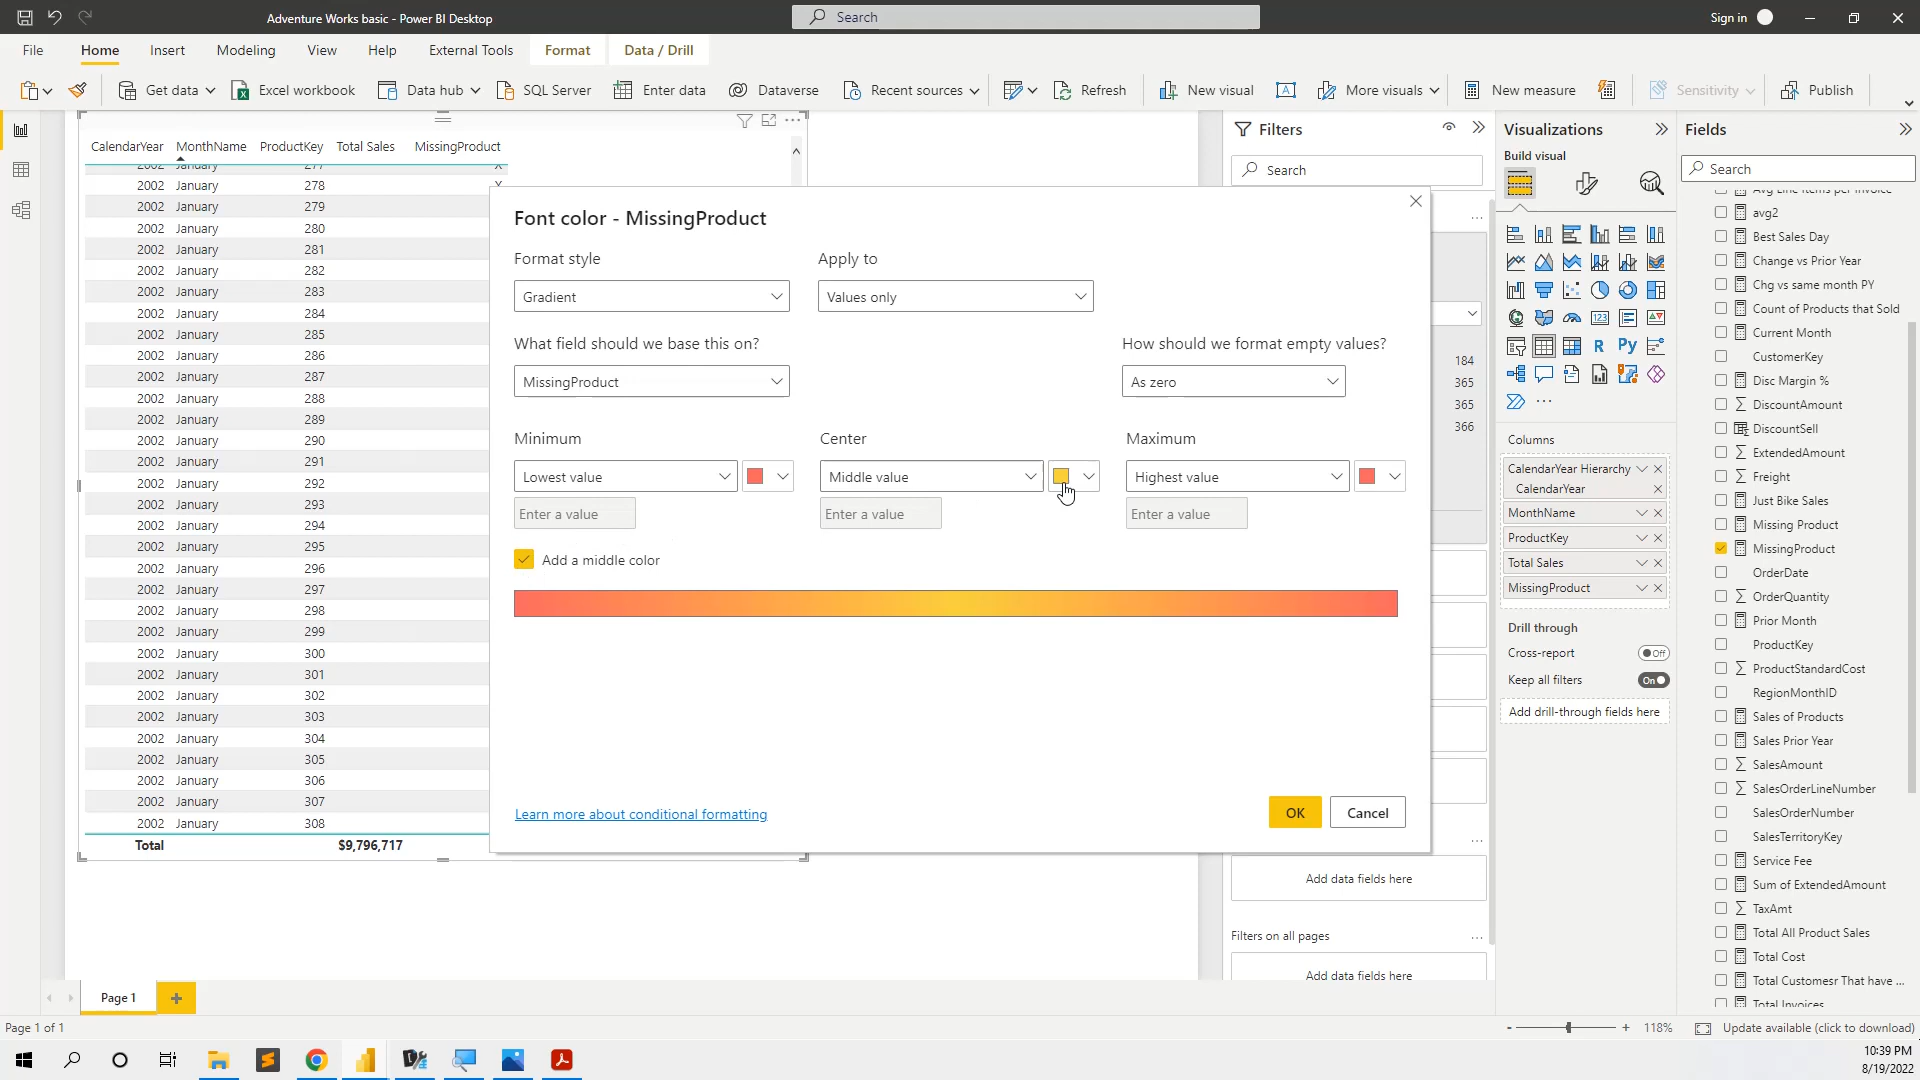 Adventure Works basic - Power BI Desktop
Search
Sign in
File
Home
Insert
Modeling
View
Help
External Tools
Format
Data / Drill
Get data
Excel workbook
Data hub
SQL Server
Enter data
Dataverse
Recent sources
Refresh
New visual
More visuals
New measure
Sensitivity
Publish
CalendarYear MonthName ProductKey Total Sales MissingProduct
2002 January 277 X
2002 January 278 X
2002 January 279
2002 January 280
2002 January 281
2002 January 282
2002 January 283
2002 January 284
2002 January 285
2002 January 286
2002 January 287
2002 January 288
2002 January 289
2002 January 290
2002 January 291
2002 January 292
2002 January 293
2002 January 294
2002 January 295
2002 January 296
2002 January 297
2002 January 298
2002 January 299
2002 January 300
2002 January 301
2002 January 302
2002 January 303
2002 January 304
2002 January 305
2002 January 306
2002 January 307
2002 January 308
Total $9,796,717
Font color - MissingProduct
Format style
Apply to
Gradient
Values only
What field should we base this on?
How should we format empty values?
MissingProduct
As zero
Minimum
Center
Maximum
Lowest value
Middle value
Highest value
Enter a value
Enter a value
Enter a value
Add a middle color
Learn more about conditional formatting
OK
Cancel
Filters
Search
184
365
365
366
Add data fields here
Filters on all pages
Add data fields here
Visualizations
Build visual
123
R
Py
Columns
CalendarYear Hierarchy
CalendarYear
MonthName
ProductKey
Total Sales
MissingProduct
Drill through
Cross-report
Off
Keep all filters
On
Add drill-through fields here
Fields
Search
Avg Line Items per Invoice
avg2
Best Sales Day
Change vs Prior Year
Chg vs same month PY
Count of Products that Sold
Current Month
CustomerKey
Disc Margin %
DiscountAmount
DiscountSell
ExtendedAmount
Freight
Just Bike Sales
Missing Product
MissingProduct
OrderDate
OrderQuantity
Prior Month
ProductKey
ProductStandardCost
RegionMonthID
Sales of Products
Sales Prior Year
SalesAmount
SalesOrderLineNumber
SalesOrderNumber
SalesTerritoryKey
Service Fee
Sum of ExtendedAmount
TaxAmt
Total All Product Sales
Total Cost
Total Customesr That have ...
Total Invoices
Page 1
Page 1 of 1
- + 118%
Update available (click to download)
10:39 PM
8/19/2022